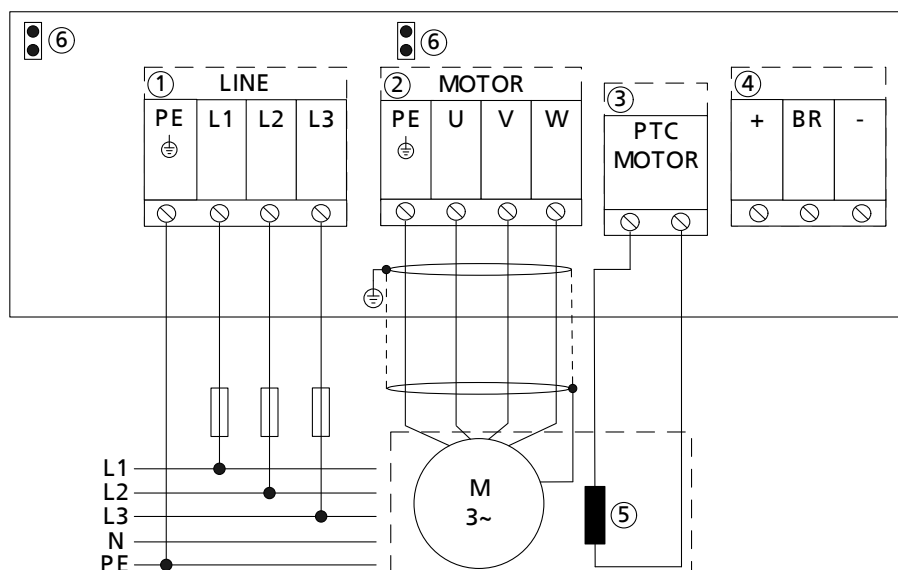 ⑥ ⑥
① LINE
PE L1 L2 L3
② MOTOR
PE U V W
③
PTC
MOTOR
④
+ BR -
L1
L2
L3
N
PE
M
3~
⑤